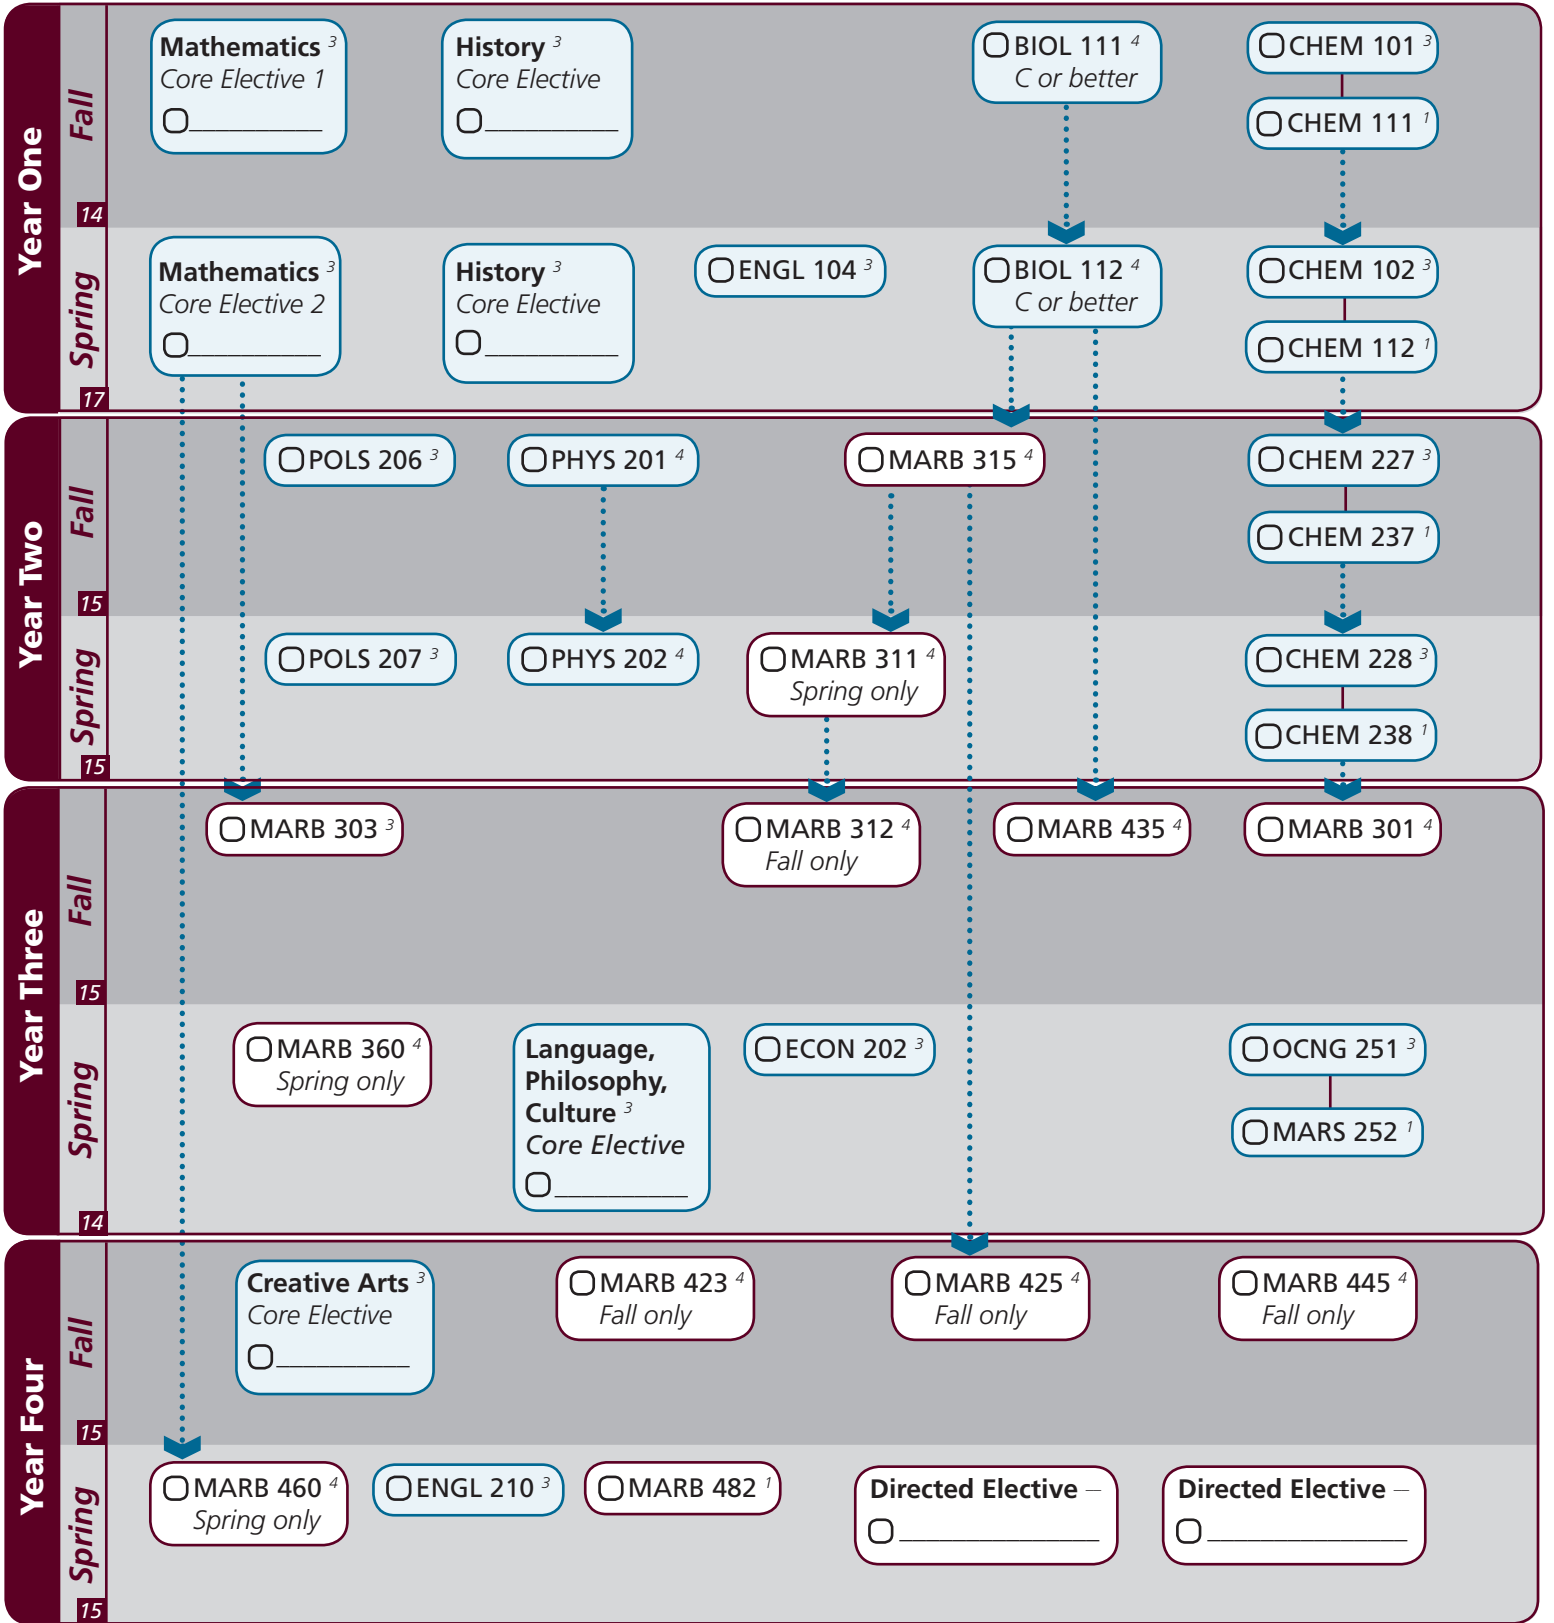 Year One
Fall
Mathematics 3
Core Elective 1
__________
History 3
Core Elective
__________
BIOL 111 4
C or better
CHEM 101 3
CHEM 111 1
14
Spring
Mathematics 3
Core Elective 2
__________
History 3
Core Elective
__________
ENGL 104 3
BIOL 112 4
C or better
CHEM 102 3
CHEM 112 1
17
Year Two
Fall
POLS 206 3
PHYS 201 4
MARB 315 4
CHEM 227 3
CHEM 237 1
15
Spring
POLS 207 3
PHYS 202 4
MARB 311 4
Spring only
CHEM 228 3
CHEM 238 1
15
Year Three
Fall
MARB 303 3
MARB 312 4
Fall only
MARB 435 4
MARB 301 4
15
Spring
MARB 360 4
Spring only
Language,
Philosophy,
Culture 3
Core Elective
__________
ECON 202 3
OCNG 251 3
MARS 252 1
14
Year Four
Fall
Creative Arts 3
Core Elective
__________
MARB 423 4
Fall only
MARB 425 4
Fall only
MARB 445 4
Fall only
15
Spring
MARB 460 4
Spring only
ENGL 210 3
MARB 482 1
Directed Elective —
_______________
Directed Elective —
_______________
15